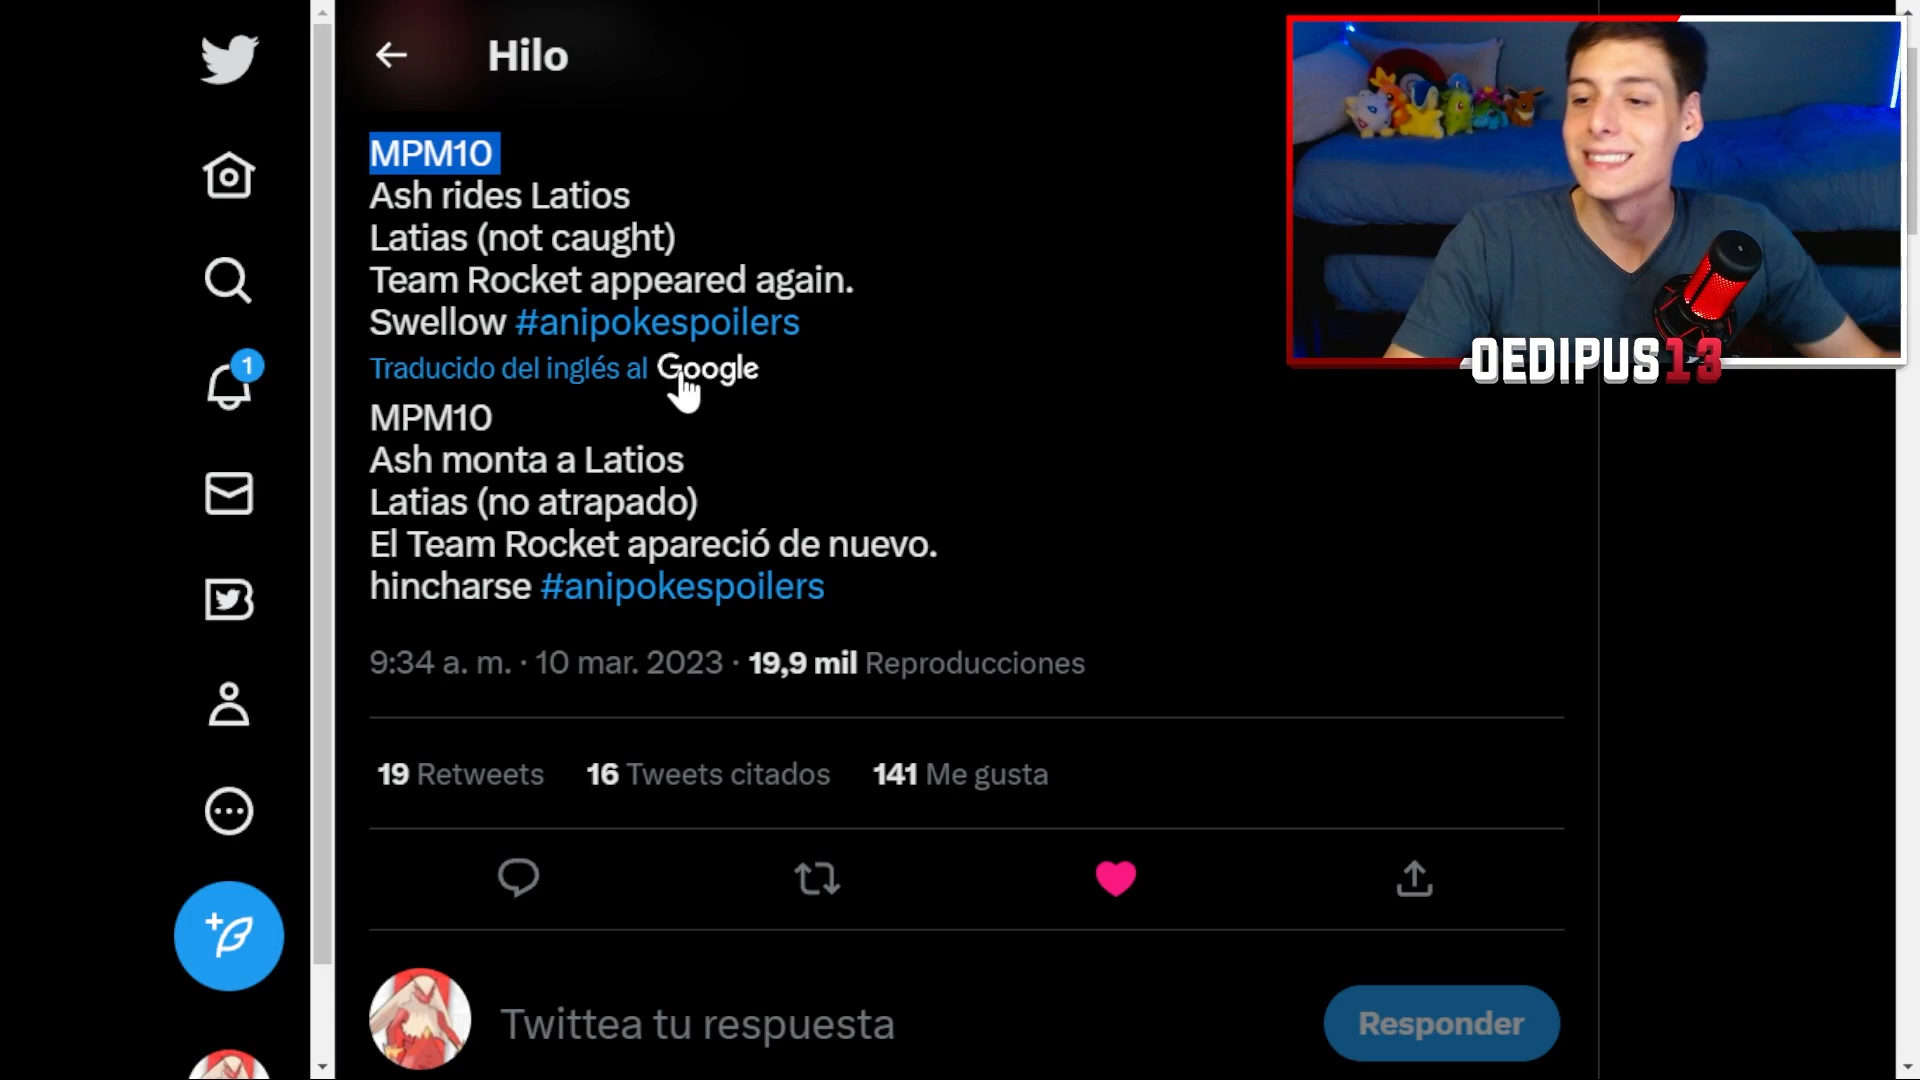 Hilo
MPM10
Ash rides Latios
Latias (not caught)
Team Rocket appeared again.
Swellow #anipokespoilers
Traducido del inglés al Google
MPM10
Ash monta a Latios
Latias (no atrapado)
El Team Rocket apareció de nuevo.
hincharse #anipokespoilers
9:34 a. m. · 10 mar. 2023 · 19,9 mil Reproducciones
19 Retweets 16 Tweets citados 141 Me gusta
Twittea tu respuesta
Responder
1
OEDIPUS13